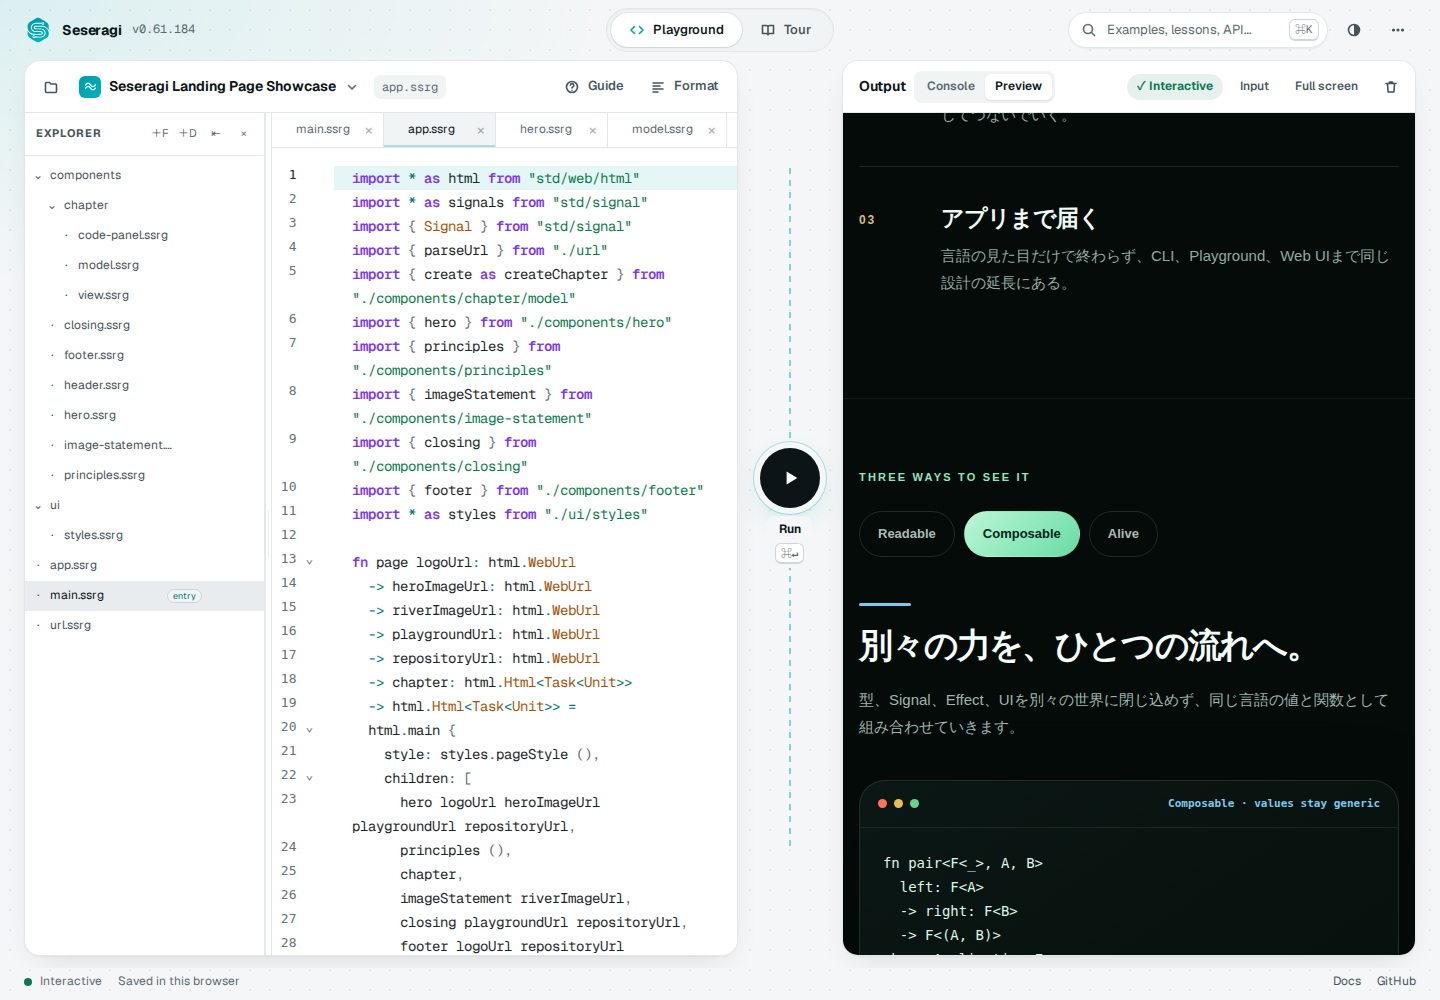 Seseragi v0.61.184
Playground
Tour
Examples, lessons, API...
⌘K
Seseragi Landing Page Showcase
app.ssrg
Guide
Format
EXPLORER
+F +D ⇤ ×
components
chapter
code-panel.ssrg
model.ssrg
view.ssrg
closing.ssrg
footer.ssrg
header.ssrg
hero.ssrg
image-statement....
principles.ssrg
ui
styles.ssrg
app.ssrg
main.ssrg entry
url.ssrg
main.ssrg × app.ssrg × hero.ssrg × model.ssrg ×
1 import * as html from "std/web/html"
2 import * as signals from "std/signal"
3 import { Signal } from "std/signal"
4 import { parseUrl } from "./url"
5 import { create as createChapter } from
"./components/chapter/model"
6 import { hero } from "./components/hero"
7 import { principles } from
"./components/principles"
8 import { imageStatement } from
"./components/image-statement"
9 import { closing } from
"./components/closing"
10 import { footer } from "./components/footer"
11 import * as styles from "./ui/styles"
12
13 fn page logoUrl: html.WebUrl
14 -> heroImageUrl: html.WebUrl
15 -> riverImageUrl: html.WebUrl
16 -> playgroundUrl: html.WebUrl
17 -> repositoryUrl: html.WebUrl
18 -> chapter: html.Html<Task<Unit>>
19 -> html.Html<Task<Unit>> =
20 html.main {
21 style: styles.pageStyle (),
22 children: [
23 hero logoUrl heroImageUrl
playgroundUrl repositoryUrl,
24 principles (),
25 chapter,
26 imageStatement riverImageUrl,
27 closing playgroundUrl repositoryUrl,
28 footer logoUrl repositoryUrl
Run
⌘↵
Output
Console
Preview
✓ Interactive
Input
Full screen
してつないでいく。
03 アプリまで届く
言語の見た目だけで終わらず、CLI、Playground、Web UIまで同じ
設計の延長にある。
THREE WAYS TO SEE IT
Readable
Composable
Alive
別々の力を、ひとつの流れへ。
型、Signal、Effect、UIを別々の世界に閉じ込めず、同じ言語の値と関数として
組み合わせていきます。
Composable · values stay generic
fn pair<F<_>, A, B>
left: F<A>
-> right: F<B>
-> F<(A, B)>
Interactive
Saved in this browser
Docs
GitHub